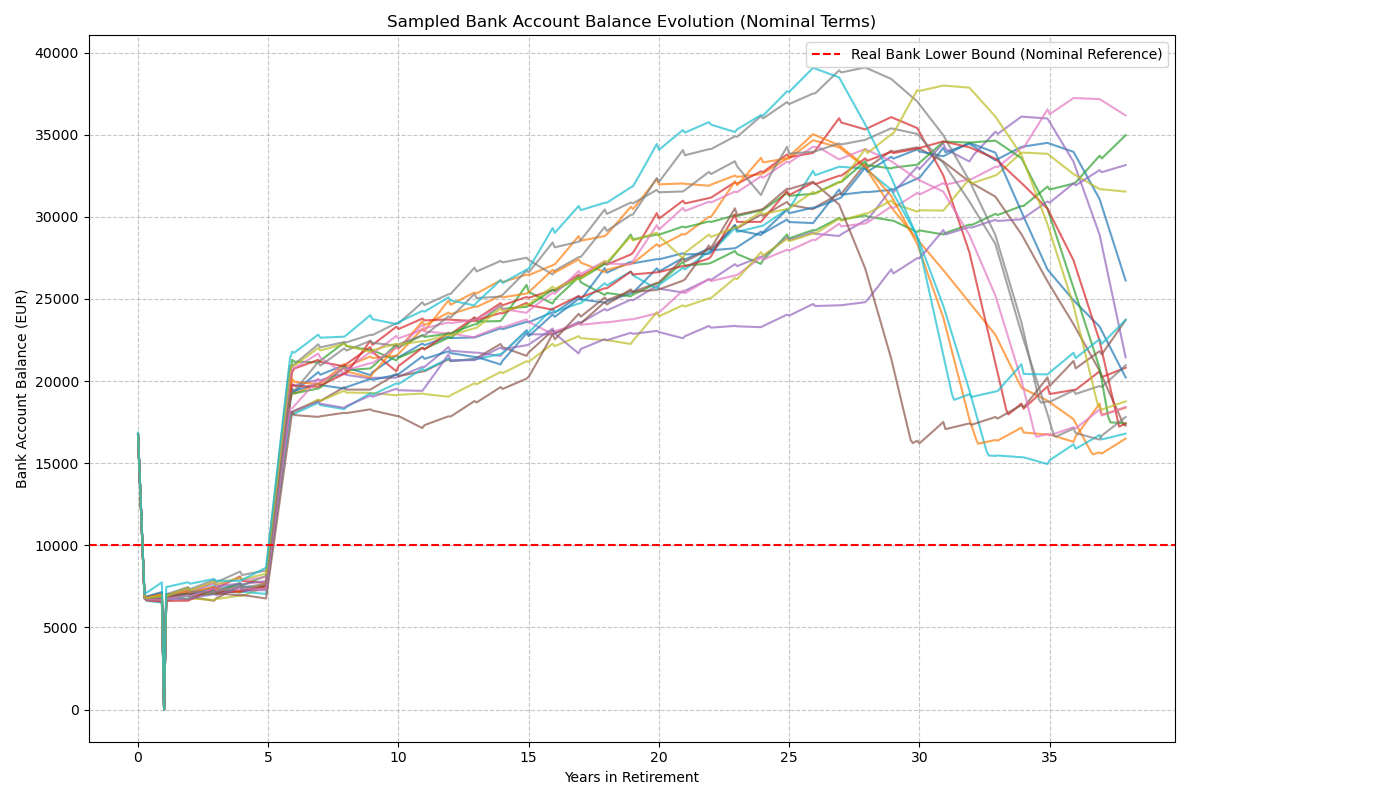 Sampled Bank Account Balance Evolution (Nominal Terms)
Real Bank Lower Bound (Nominal Reference)
Bank Account Balance (EUR)
40000
35000
30000
25000
20000
15000
10000
5000
0
0 5 10 15 20 25 30 35
Years in Retirement